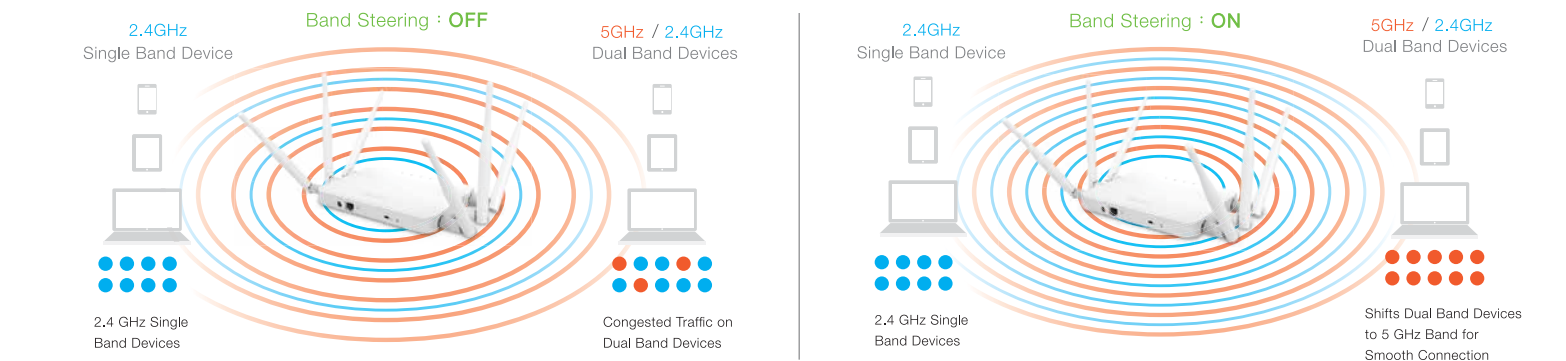 Band Steering : OFF
2.4GHz
Single Band Device
5GHz / 2.4GHz
Dual Band Devices
2.4 GHz Single
Band Devices
Congested Traffic on
Dual Band Devices
Band Steering : ON
2.4GHz
Single Band Device
5GHz / 2.4GHz
Dual Band Devices
2.4 GHz Single
Band Devices
Shifts Dual Band Devices
to 5 GHz Band for
Smooth Connection